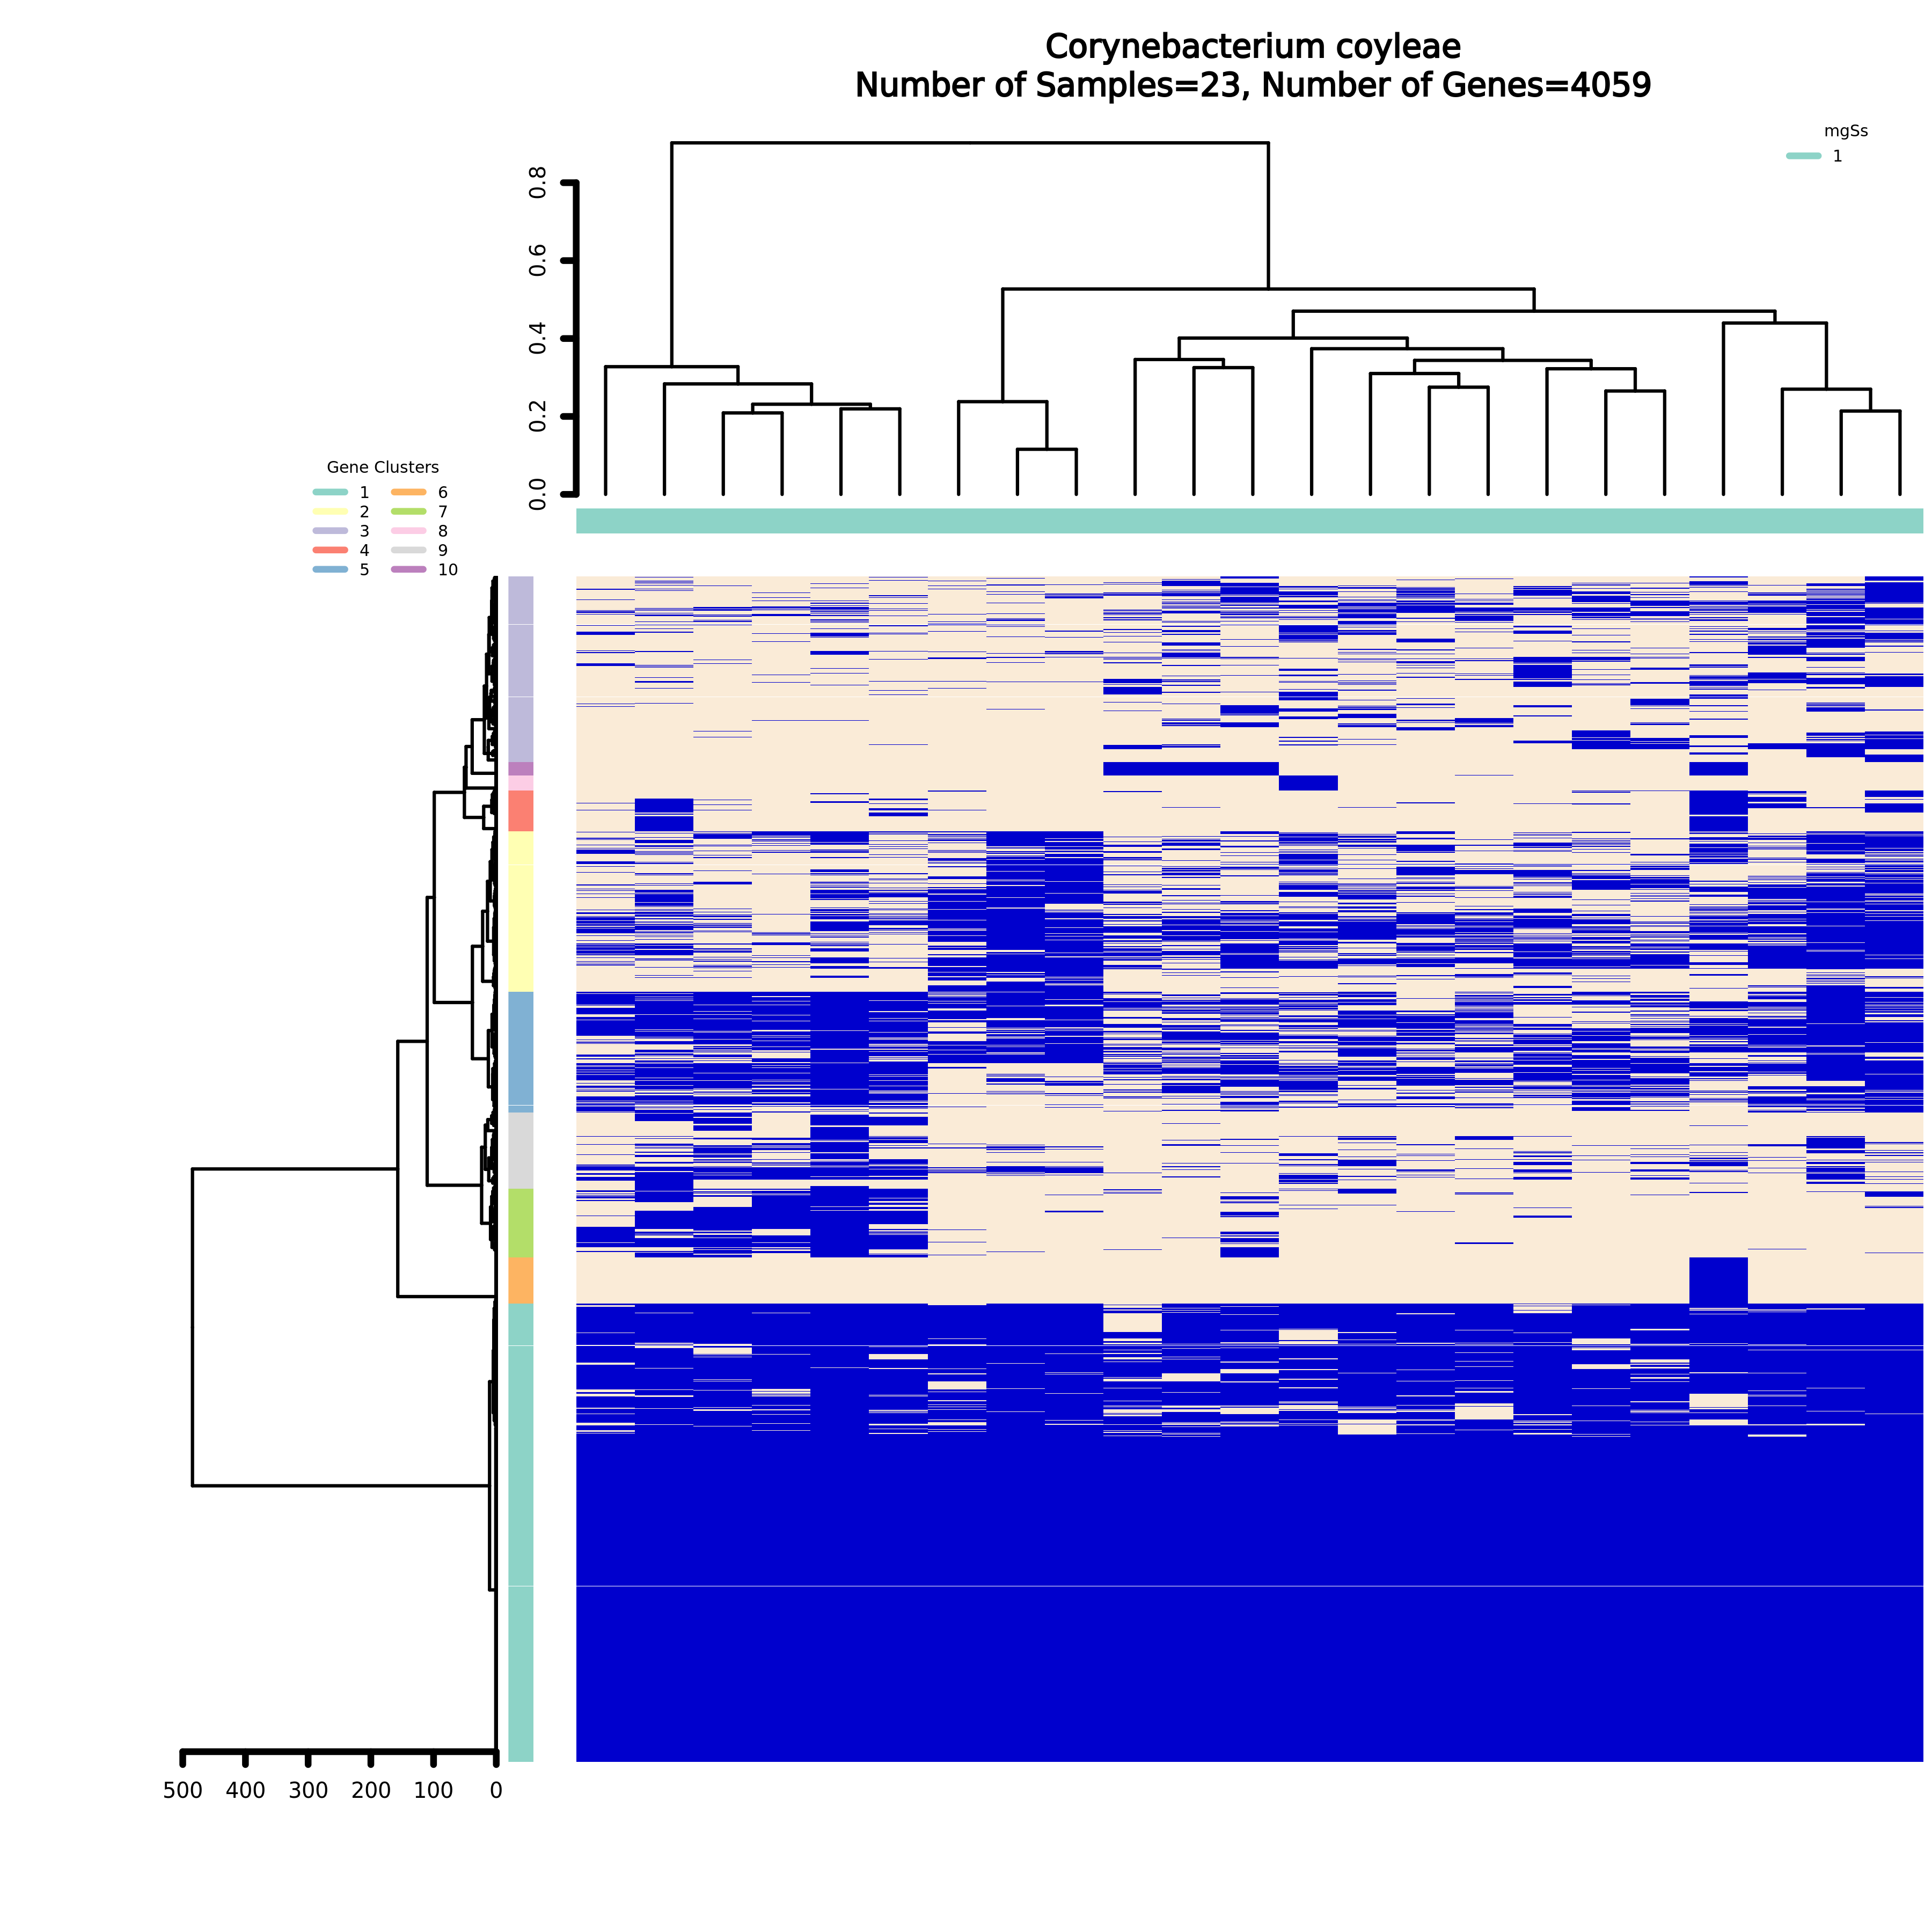 Corynebacterium coyleae
Number of Samples=23, Number of Genes=4059
mgSs
1
0.8
0.6
0.4
0.2
0.0
Gene Clusters
1 6
2 7
3 8
4 9
5 10
500 400 300 200 100 0